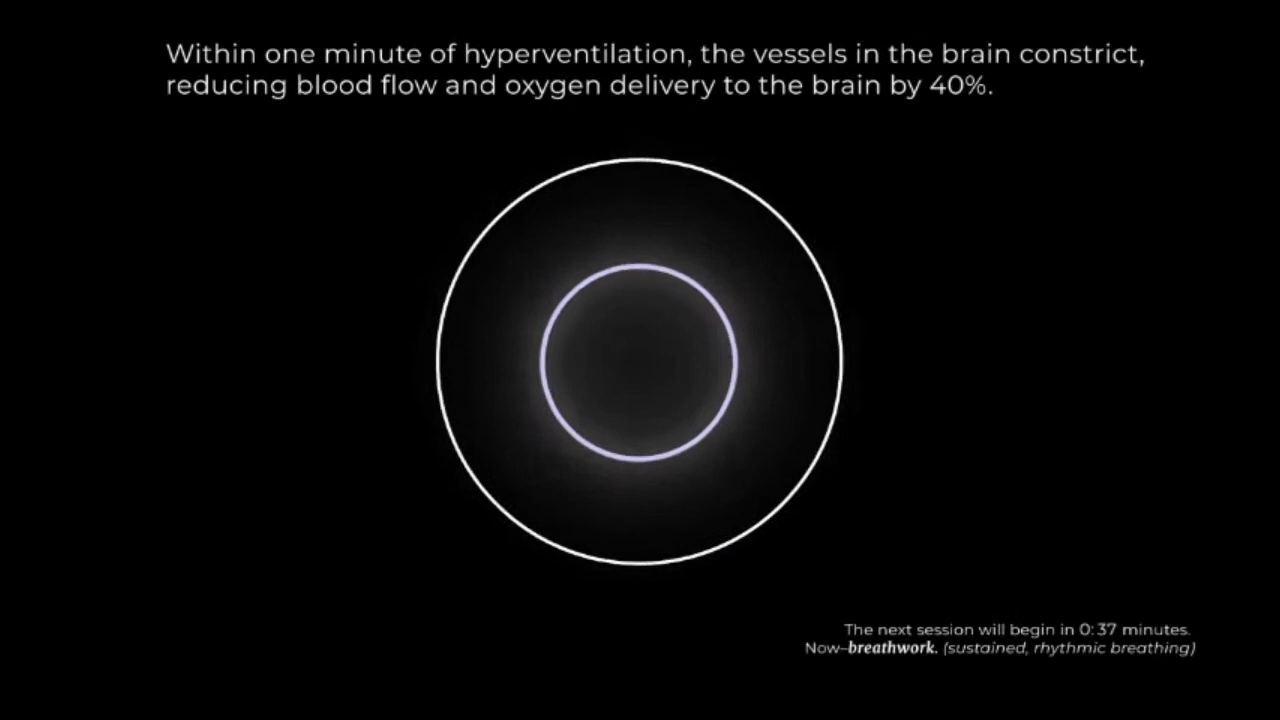 Within one minute of hyperventilation, the vessels in the brain constrict,
reducing blood flow and oxygen delivery to the brain by 40%.
The next session will begin in 0:37 minutes.
Now–breathwork. (sustained, rhythmic breathing)